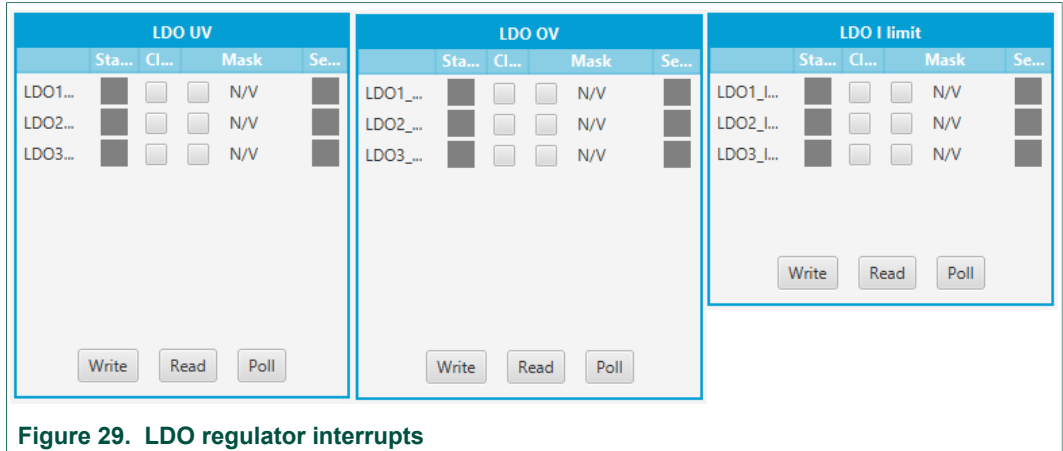 LDO UV
Sta... Cl... Mask Se...
LDO1... N/V
LDO2... N/V
LDO3... N/V
Write Read Poll
LDO OV
Sta... Cl... Mask Se...
LDO1_... N/V
LDO2_... N/V
LDO3_... N/V
Write Read Poll
LDO I limit
Sta... Cl... Mask Se...
LDO1_I... N/V
LDO2_I... N/V
LDO3_I... N/V
Write Read Poll
Figure 29. LDO regulator interrupts